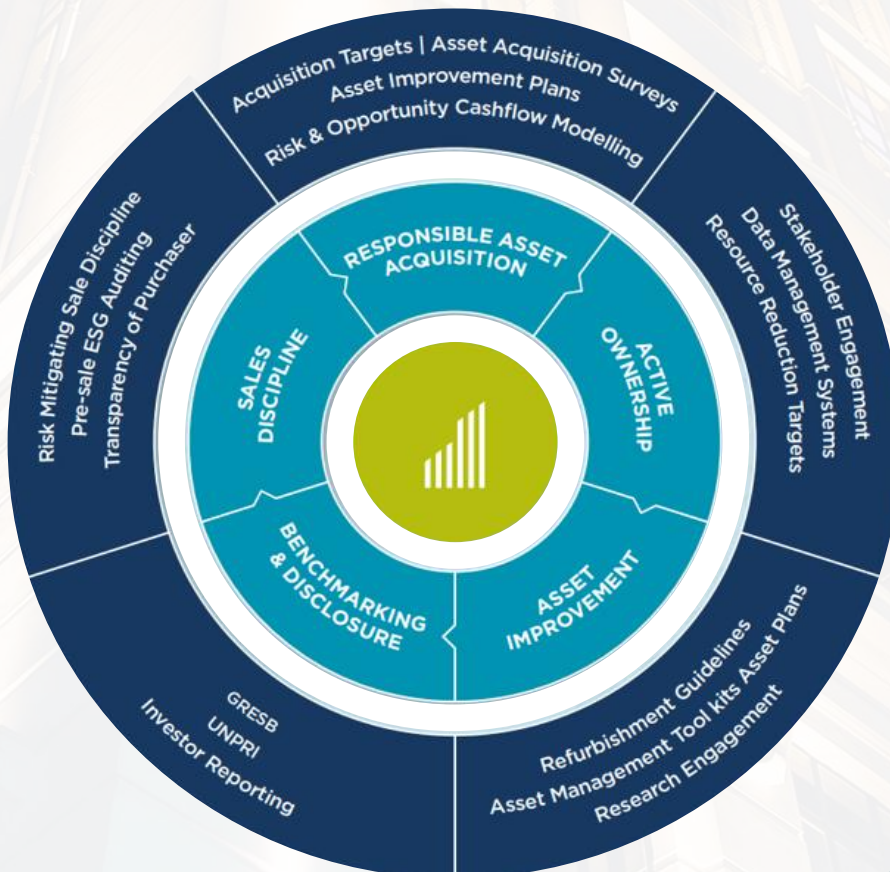 Acquisition Targets | Asset Acquisition Surveys
Asset Improvement Plans
Risk & Opportunity Cashflow Modelling
RESPONSIBLE ASSET
ACQUISITION
Stakeholder Engagement
Data Management Systems
Resource Reduction Targets
ACTIVE
OWNERSHIP
ASSET
IMPROVEMENT
Refurbishment Guidelines
Asset Management Tool kits Asset Plans
Research Engagement
BENCHMARKING
& DISCLOSURE
GRESB
UNPRI
Investor Reporting
SALES
DISCIPLINE
Risk Mitigating Sale Discipline
Pre-sale ESG Auditing
Transparency of Purchaser